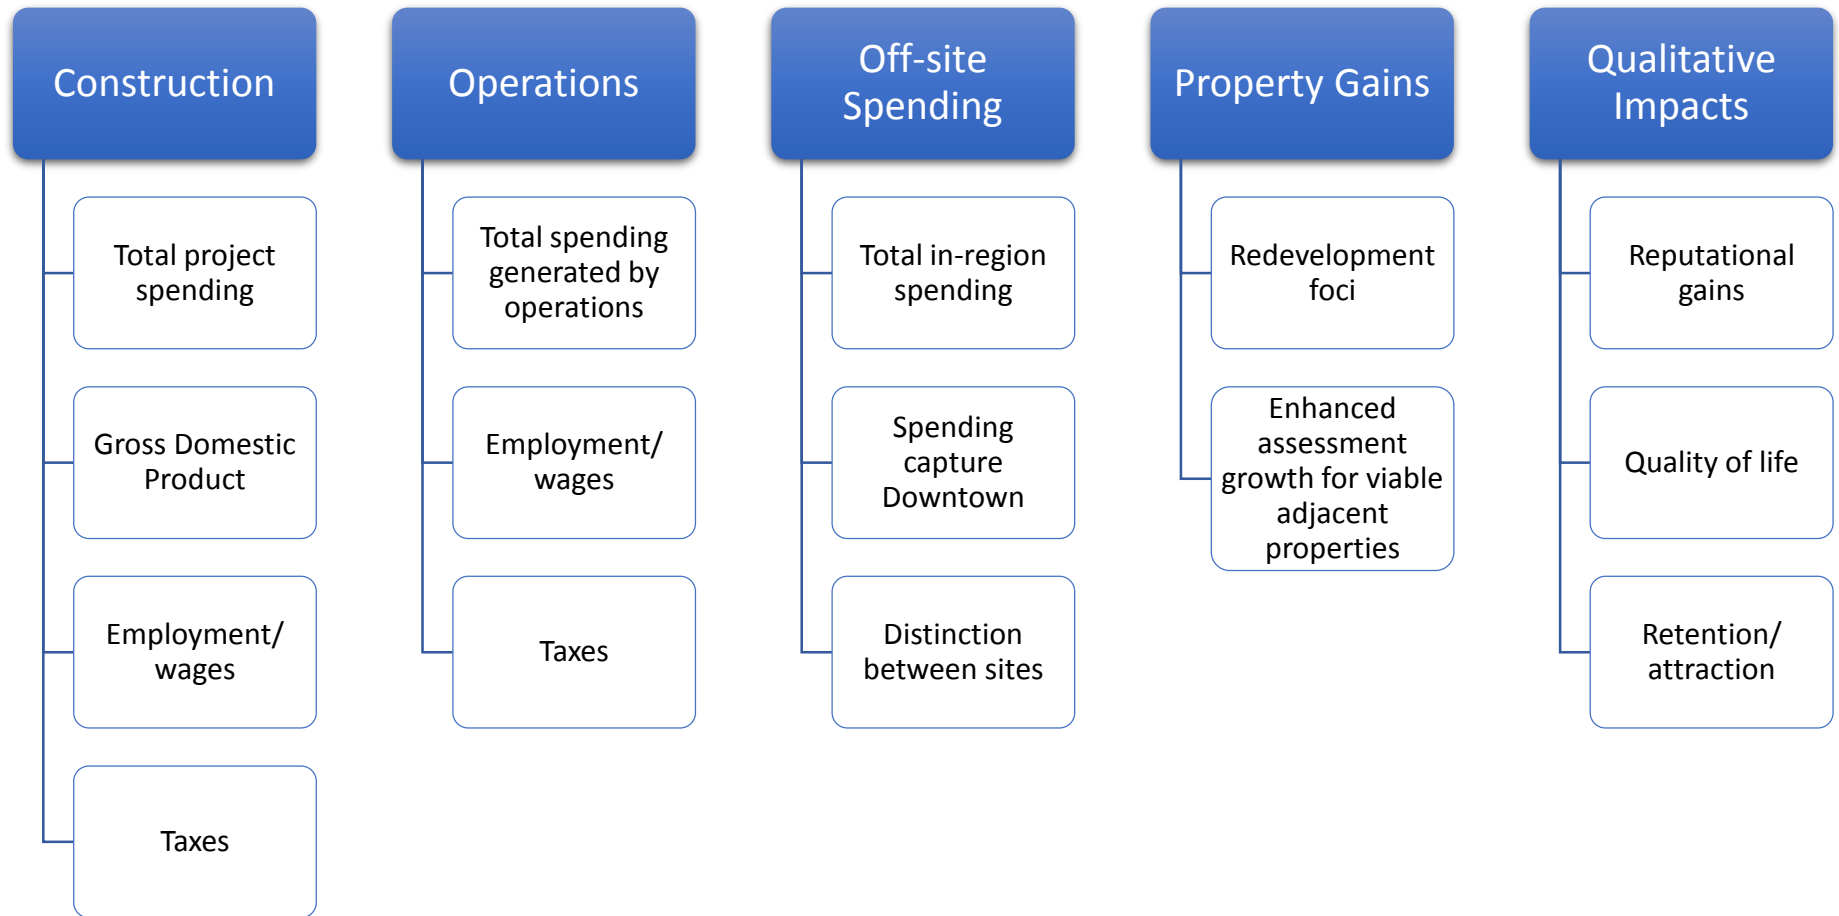 Construction
Total project
spending
Gross Domestic
Product
Employment/
wages
Taxes
Operations
Total spending
generated by
operations
Employment/
wages
Taxes
Off-site
Spending
Total in-region
spending
Spending
capture
Downtown
Distinction
between sites
Property Gains
Redevelopment
foci
Enhanced
assessment
growth for viable
adjacent
properties
Qualitative
Impacts
Reputational
gains
Quality of life
Retention/
attraction